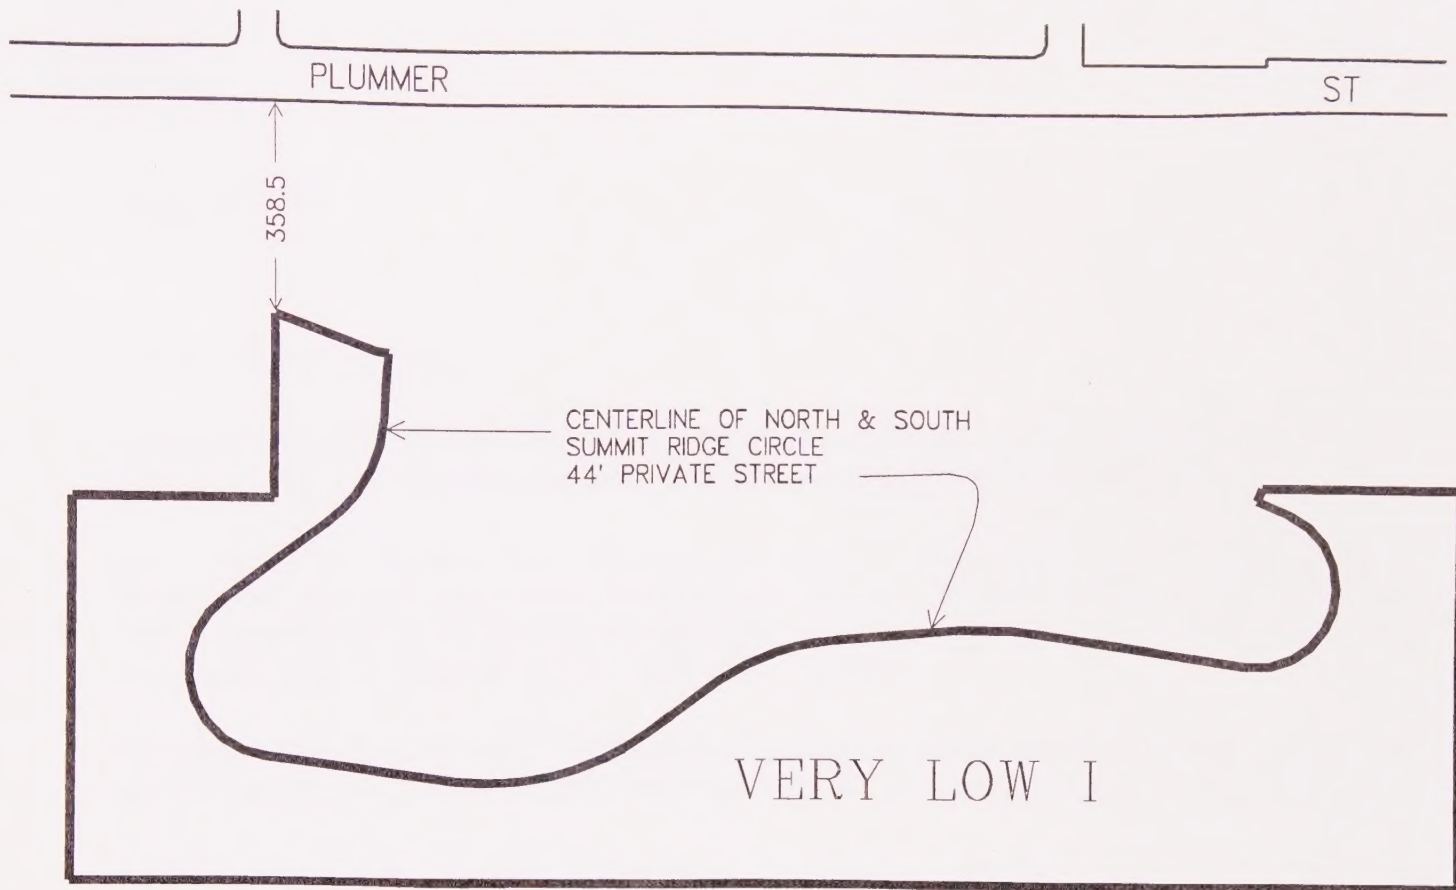 PLUMMER
ST
358.5
CENTERLINE OF NORTH & SOUTH
SUMMIT RIDGE CIRCLE
44' PRIVATE STREET
VERY LOW I